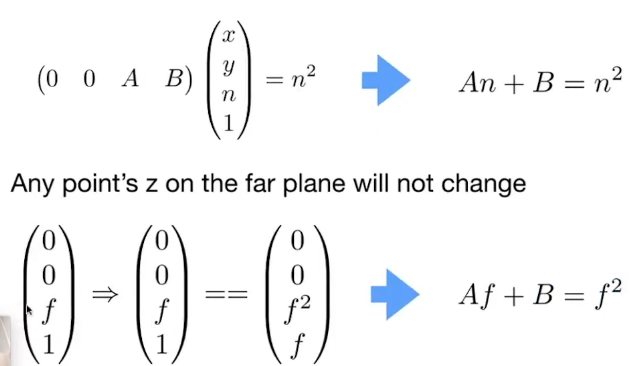 (0 0 A B) (x y n 1) = n² An + B = n²
Any point's z on the far plane will not change
(0 0 f 1) ⇒ (0 0 f 1) == (0 0 f² f) Af + B = f²